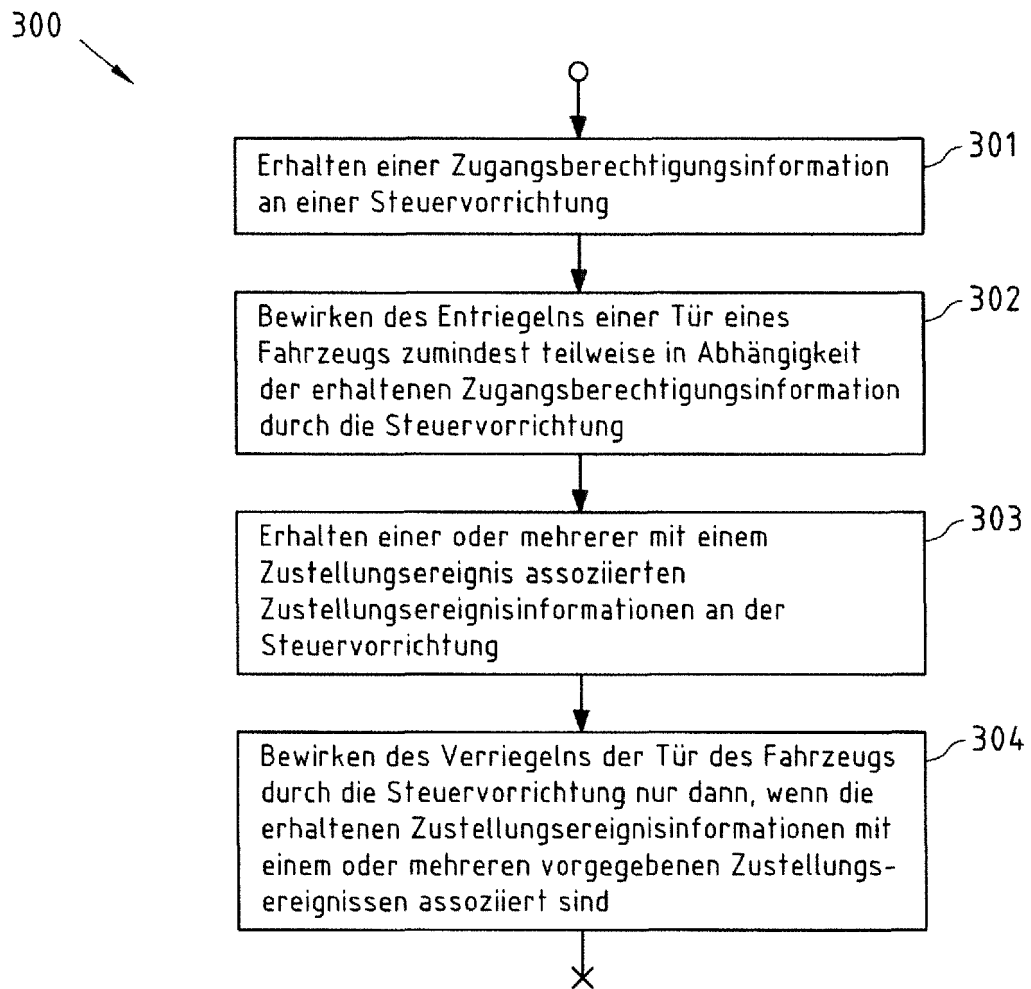 300
301
Erhalten einer Zugangsberechtigungsinformation
an einer Steuervorrichtung
302
Bewirken des Entriegelns einer Tür eines
Fahrzeugs zumindest teilweise in Abhängigkeit
der erhaltenen Zugangsberechtigungsinformation
durch die Steuervorrichtung
303
Erhalten einer oder mehrerer mit einem
Zustellungsereignis assoziierten
Zustellungsereignisinformationen an der
Steuervorrichtung
304
Bewirken des Verriegelns der Tür des Fahrzeugs
durch die Steuervorrichtung nur dann, wenn die
erhaltenen Zustellungsereignisinformationen mit
einem oder mehreren vorgegebenen Zustellungs-
ereignissen assoziiert sind